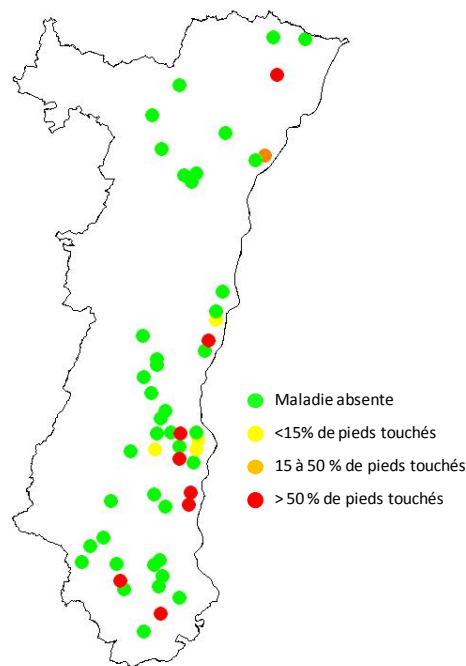 Maladie absente
<15% de pieds touchés
15 à 50 % de pieds touchés
> 50 % de pieds touchés